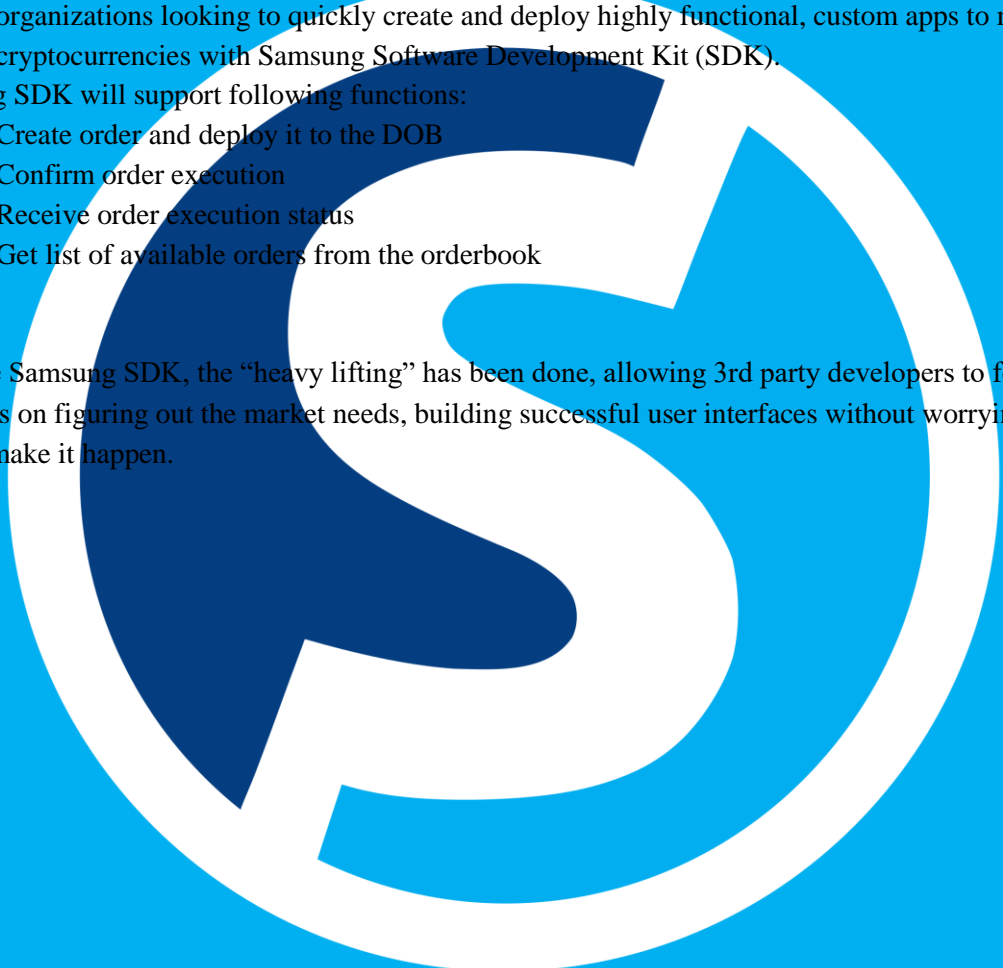 organizations looking to quickly create and deploy highly functional, custom apps to
cryptocurrencies with Samsung Software Development Kit (SDK).
g SDK will support following functions:
Create order and deploy it to the DOB
Confirm order execution
Receive order execution status
Get list of available orders from the orderbook
Samsung SDK, the “heavy lifting” has been done, allowing 3rd party developers to
s on figuring out the market needs, building successful user interfaces without worryin
make it happen.
S